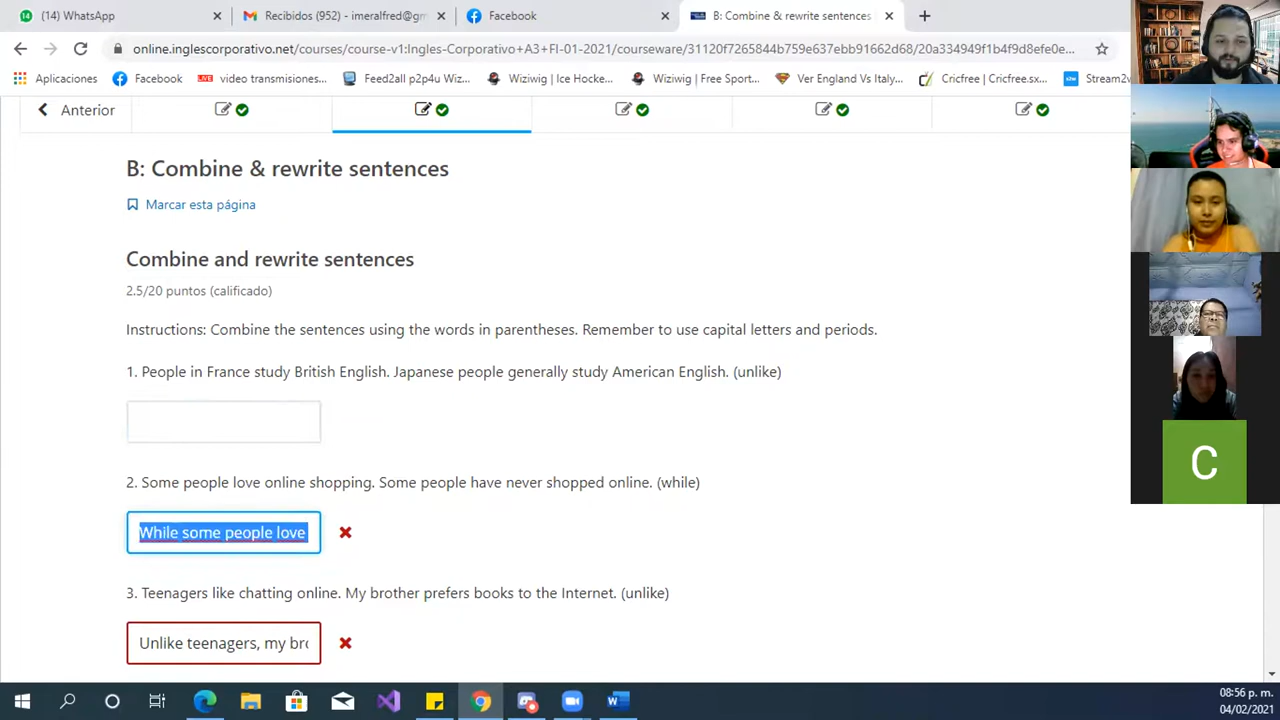 (14) WhatsApp
Recibidos (952) - imeralfred@gm
Facebook
B: Combine & rewrite sentences
online.inglescorporativo.net/courses/course-v1:Ingles-Corporativo+A3+FI-01-2021/courseware/31120f7265844b759e637ebb91662d68/20a334949f1b4f9d8efe0e...
Aplicaciones
Facebook
LIVE video transmisiones...
Feed2all p2p4u Wiz...
Wiziwig | Ice Hocke...
Wiziwig | Free Sport...
Ver England Vs Italy...
Cricfree | Cricfree.sx...
Stream2v
Anterior
B: Combine & rewrite sentences
Marcar esta página
Combine and rewrite sentences
2.5/20 puntos (calificado)
Instructions: Combine the sentences using the words in parentheses. Remember to use capital letters and periods.
1. People in France study British English. Japanese people generally study American English. (unlike)
2. Some people love online shopping. Some people have never shopped online. (while)
While some people love
3. Teenagers like chatting online. My brother prefers books to the Internet. (unlike)
Unlike teenagers, my bro
C
08:56 p. m.
04/02/2021